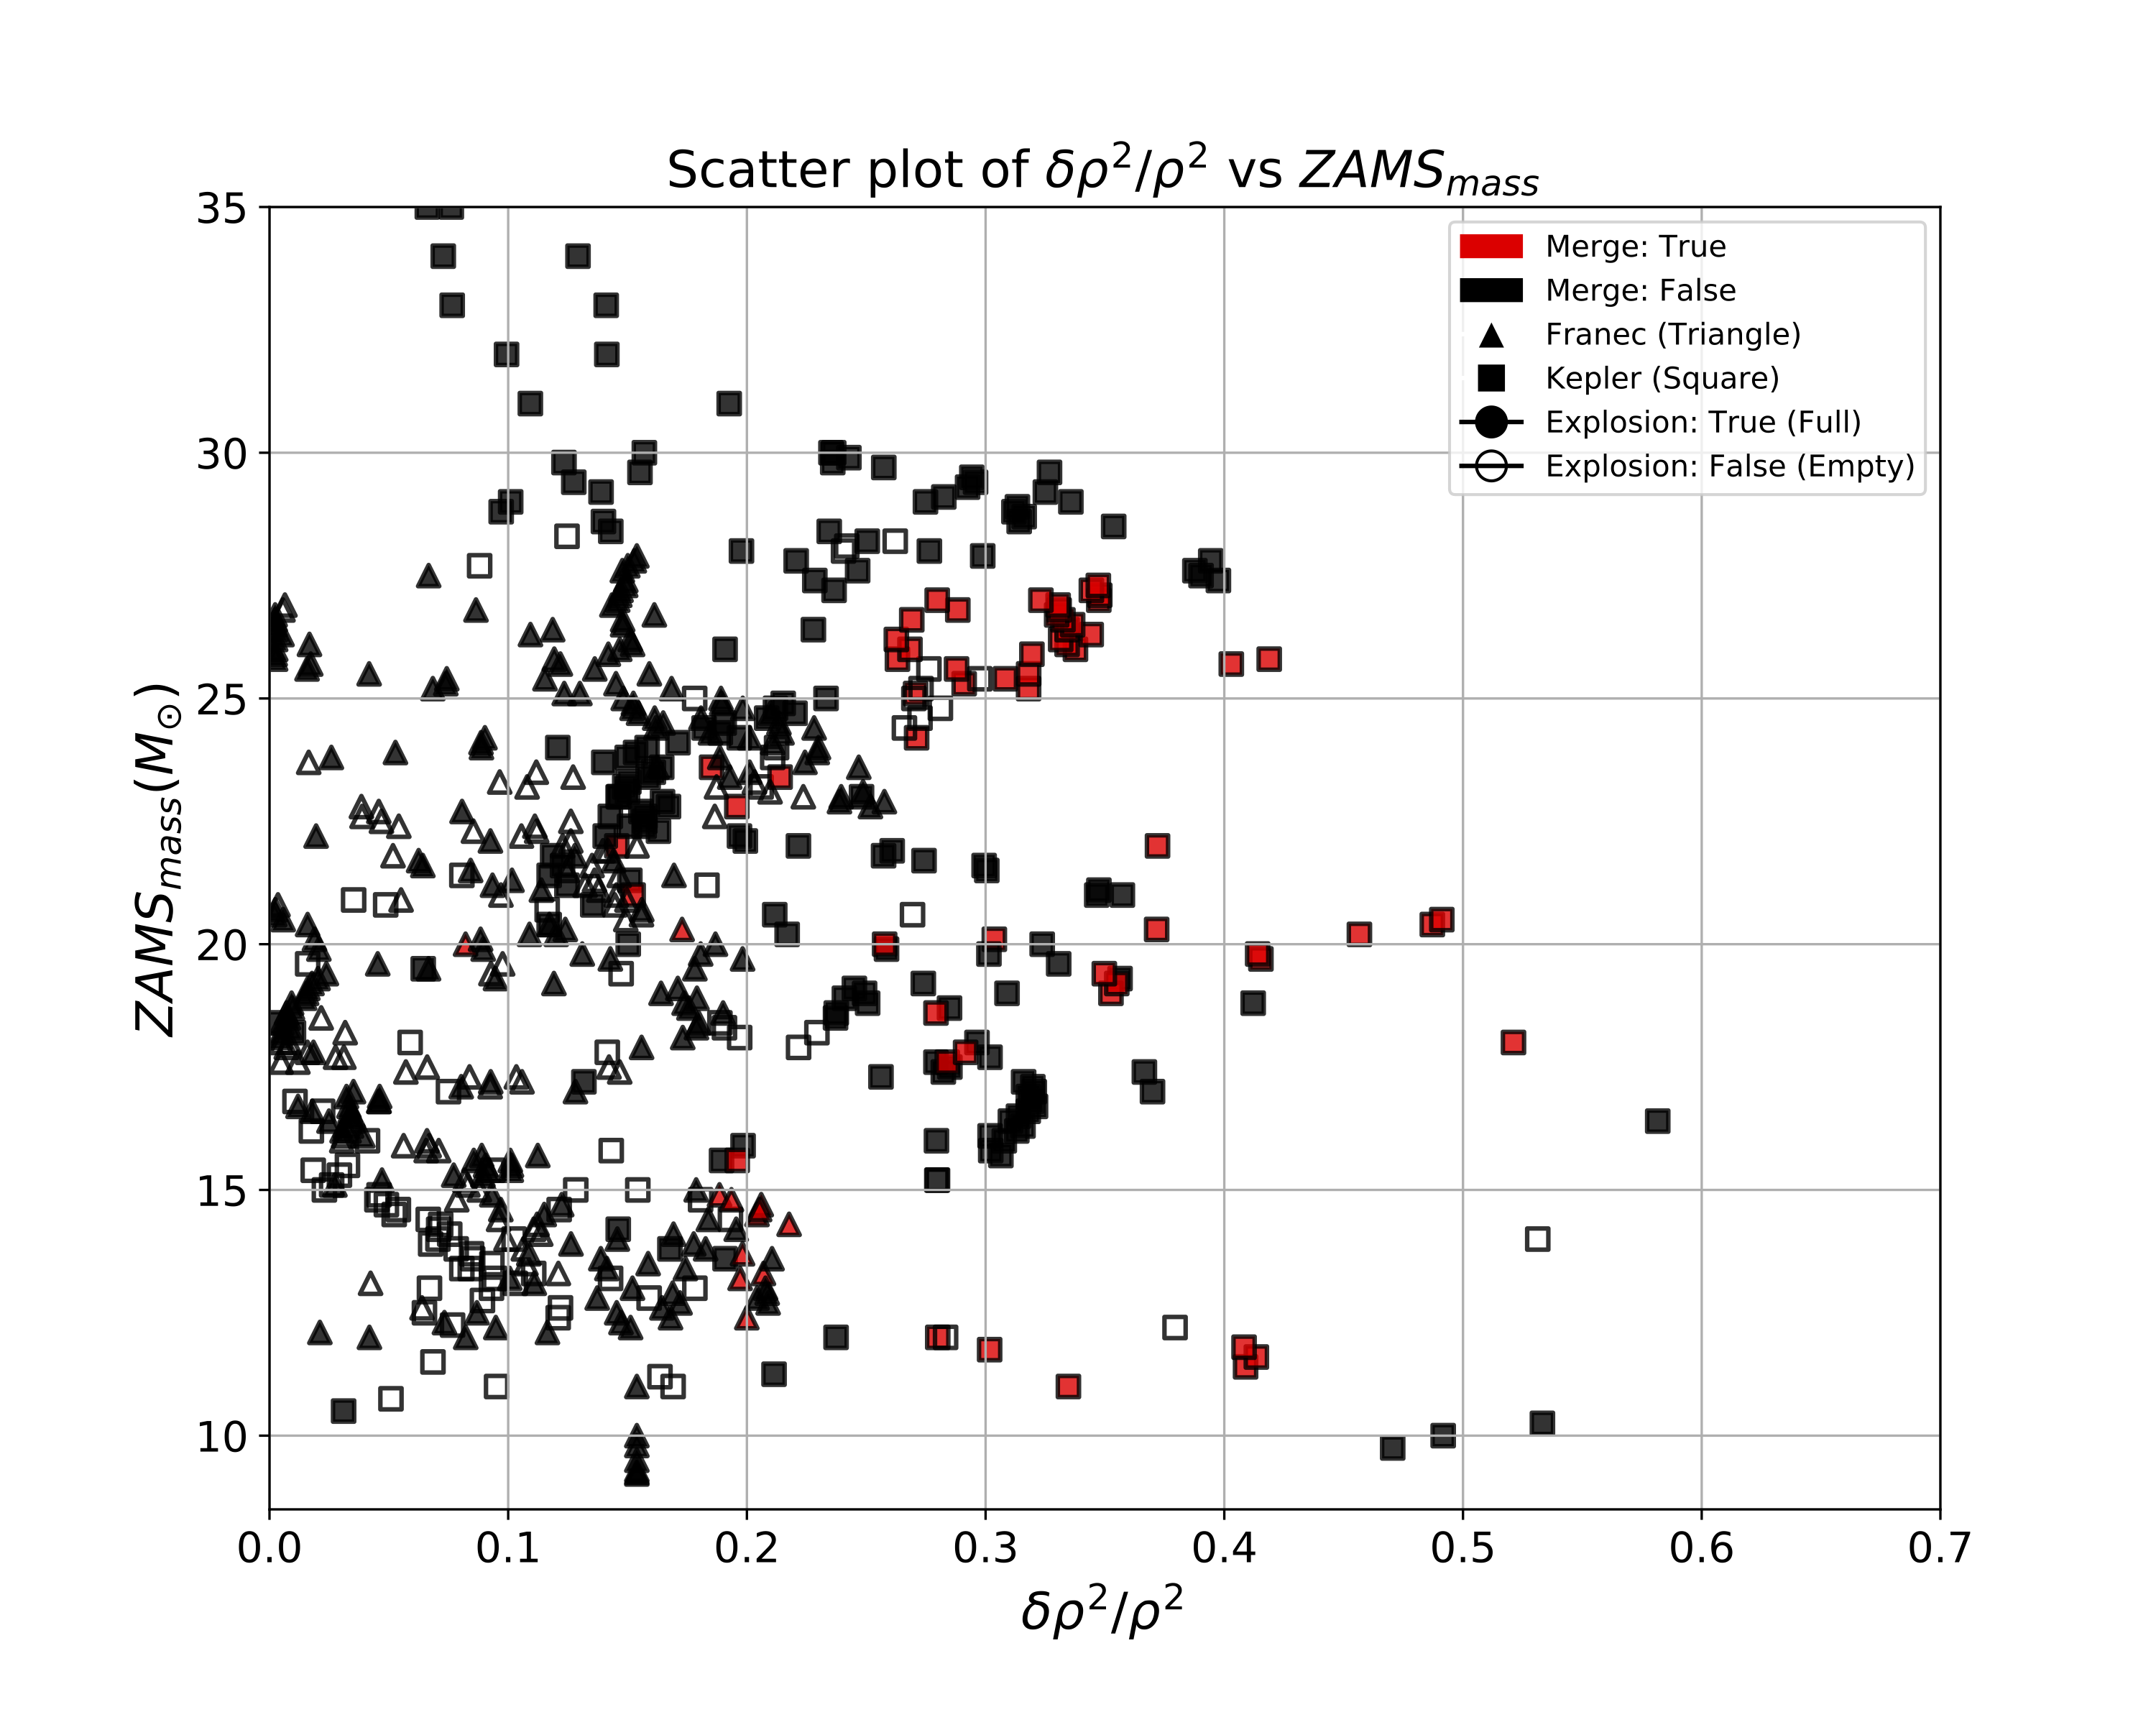 Scatter plot of δρ²/ρ² vs ZAMS_mass
ZAMS_mass(M_⊙)
35
30
25
20
15
10
Merge: True
Merge: False
Franec (Triangle)
Kepler (Square)
Explosion: True (Full)
Explosion: False (Empty)
0.0 0.1 0.2 0.3 0.4 0.5 0.6 0.7
δρ²/ρ²